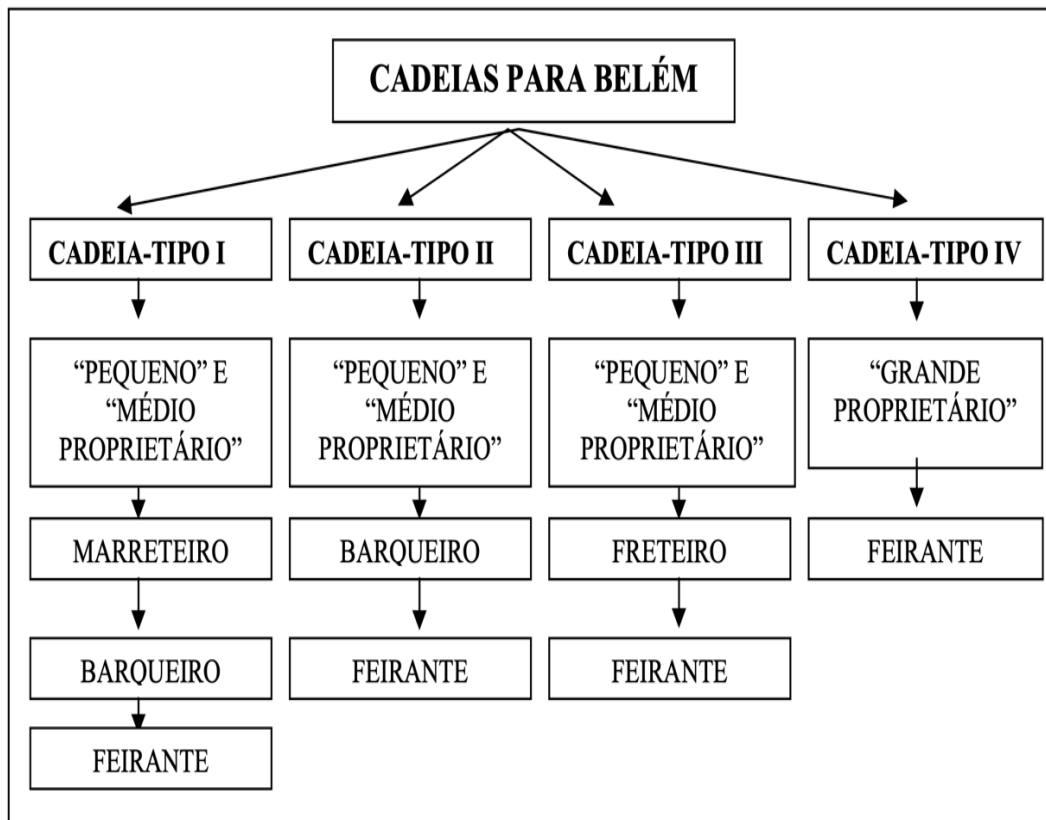 CADEIAS PARA BELÉM
CADEIA-TIPO I
“PEQUENO” E
“MÉDIO
PROPRIETÁRIO”
MARRETEIRO
BARQUEIRO
FEIRANTE
CADEIA-TIPO II
“PEQUENO” E
“MÉDIO
PROPRIETÁRIO”
BARQUEIRO
FEIRANTE
CADEIA-TIPO III
“PEQUENO” E
“MÉDIO
PROPRIETÁRIO”
FRETEIRO
FEIRANTE
CADEIA-TIPO IV
“GRANDE
PROPRIETÁRIO”
FEIRANTE